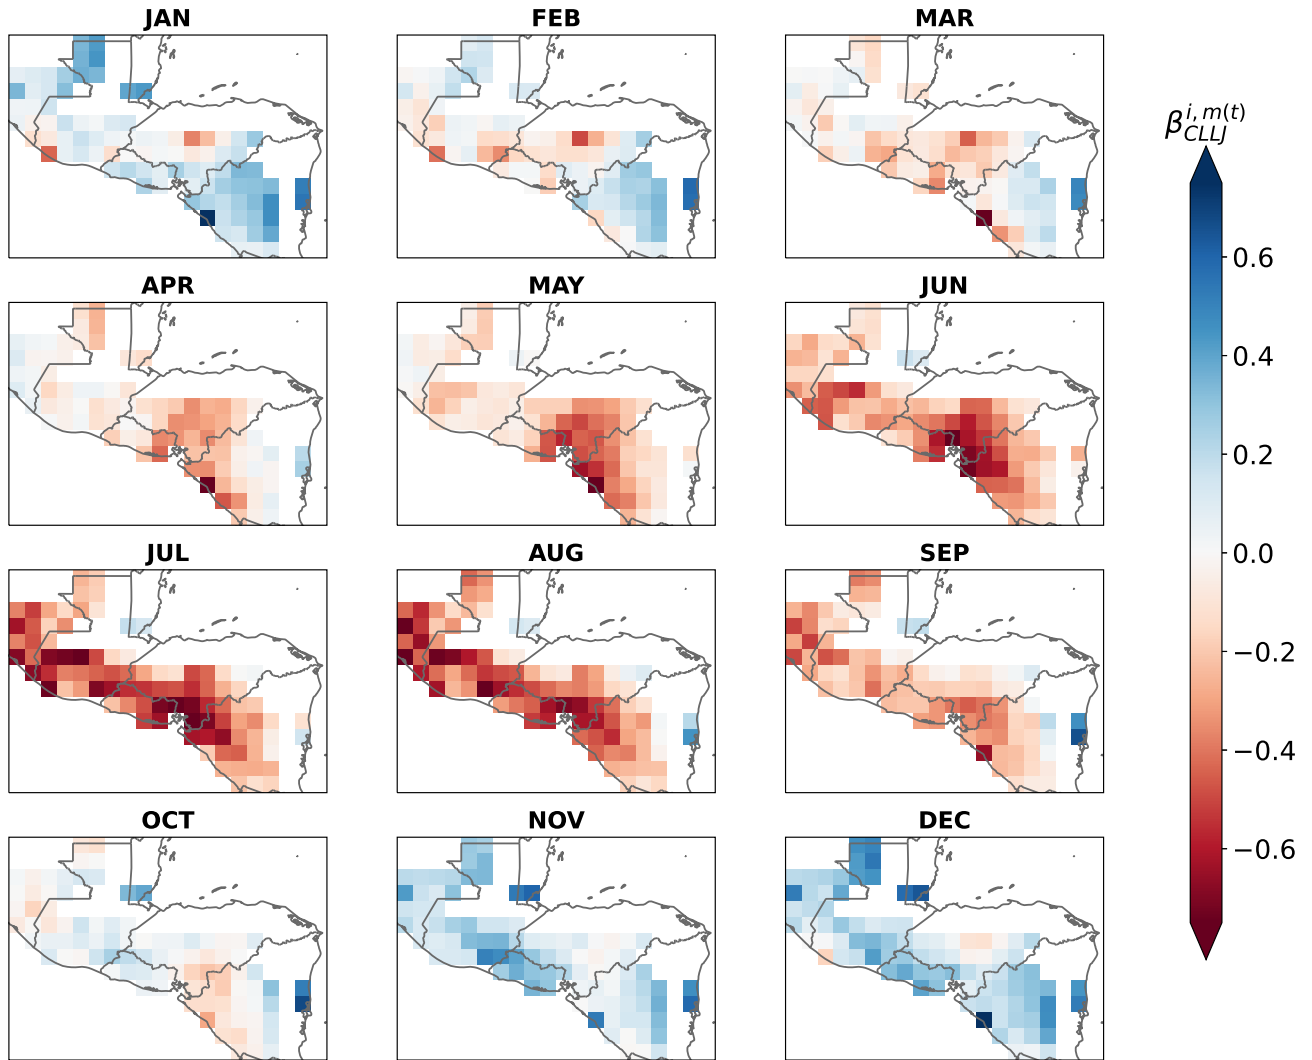 JAN
FEB
MAR
APR
MAY
JUN
JUL
AUG
SEP
OCT
NOV
DEC
β^{i, m(t)}_{CLLJ}
0.6
0.4
0.2
0.0
−0.2
−0.4
−0.6